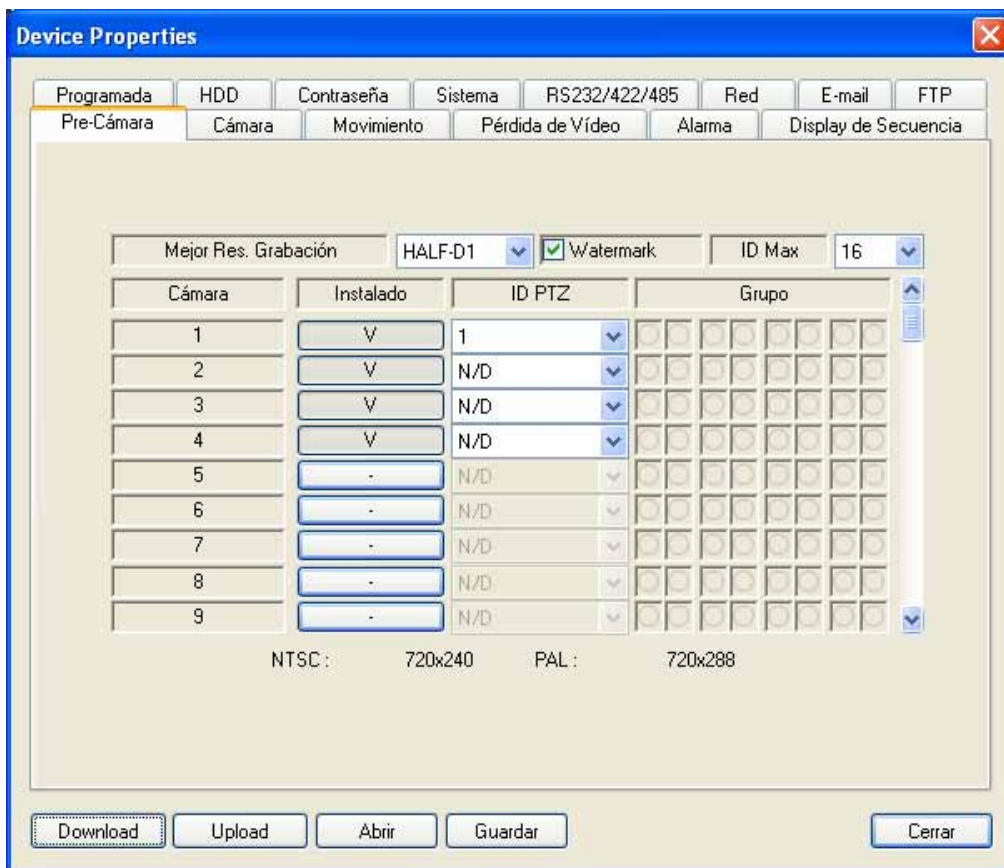 Device Properties
Programada HDD Contraseña Sistema RS232/422/485 Red E-mail FTP
Pre-Cámara Cámara Movimiento Pérdida de Vídeo Alarma Display de Secuencia
Mejor Res. Grabación HALF-D1 Watermark ID Max 16
Cámara Instalado ID PTZ Grupo
1 V 1
2 V N/D
3 V N/D
4 V N/D
5 - N/D
6 - N/D
7 - N/D
8 - N/D
9 - N/D
NTSC : 720x240 PAL : 720x288
Download Upload Abrir Guardar Cerrar